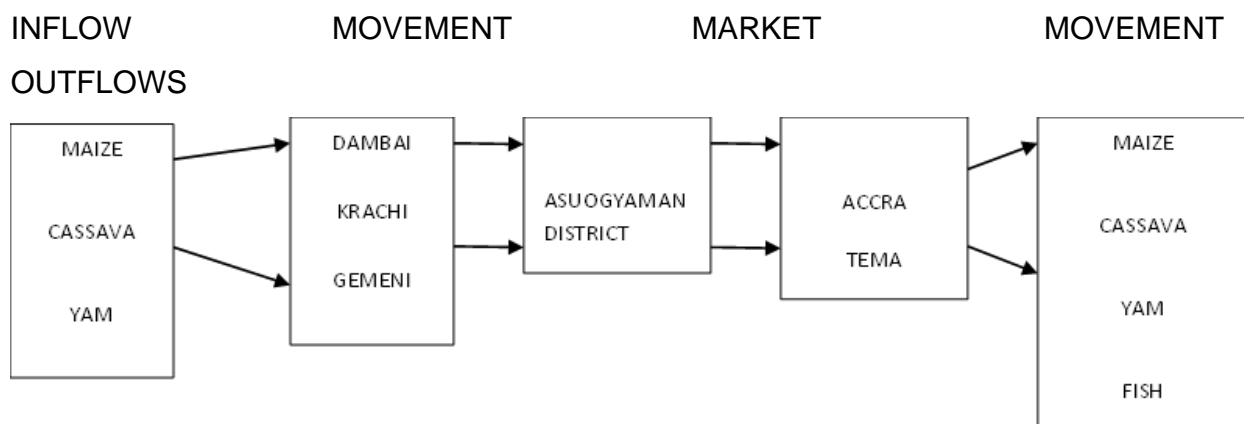 INFLOW MOVEMENT MARKET MOVEMENT
OUTFLOWS
MAIZE
CASSAVA
YAM
DAMBAI
KRACHI
GEMENI
ASUOGYAMAN
DISTRICT
ACCRA
TEMA
MAIZE
CASSAVA
YAM
FISH